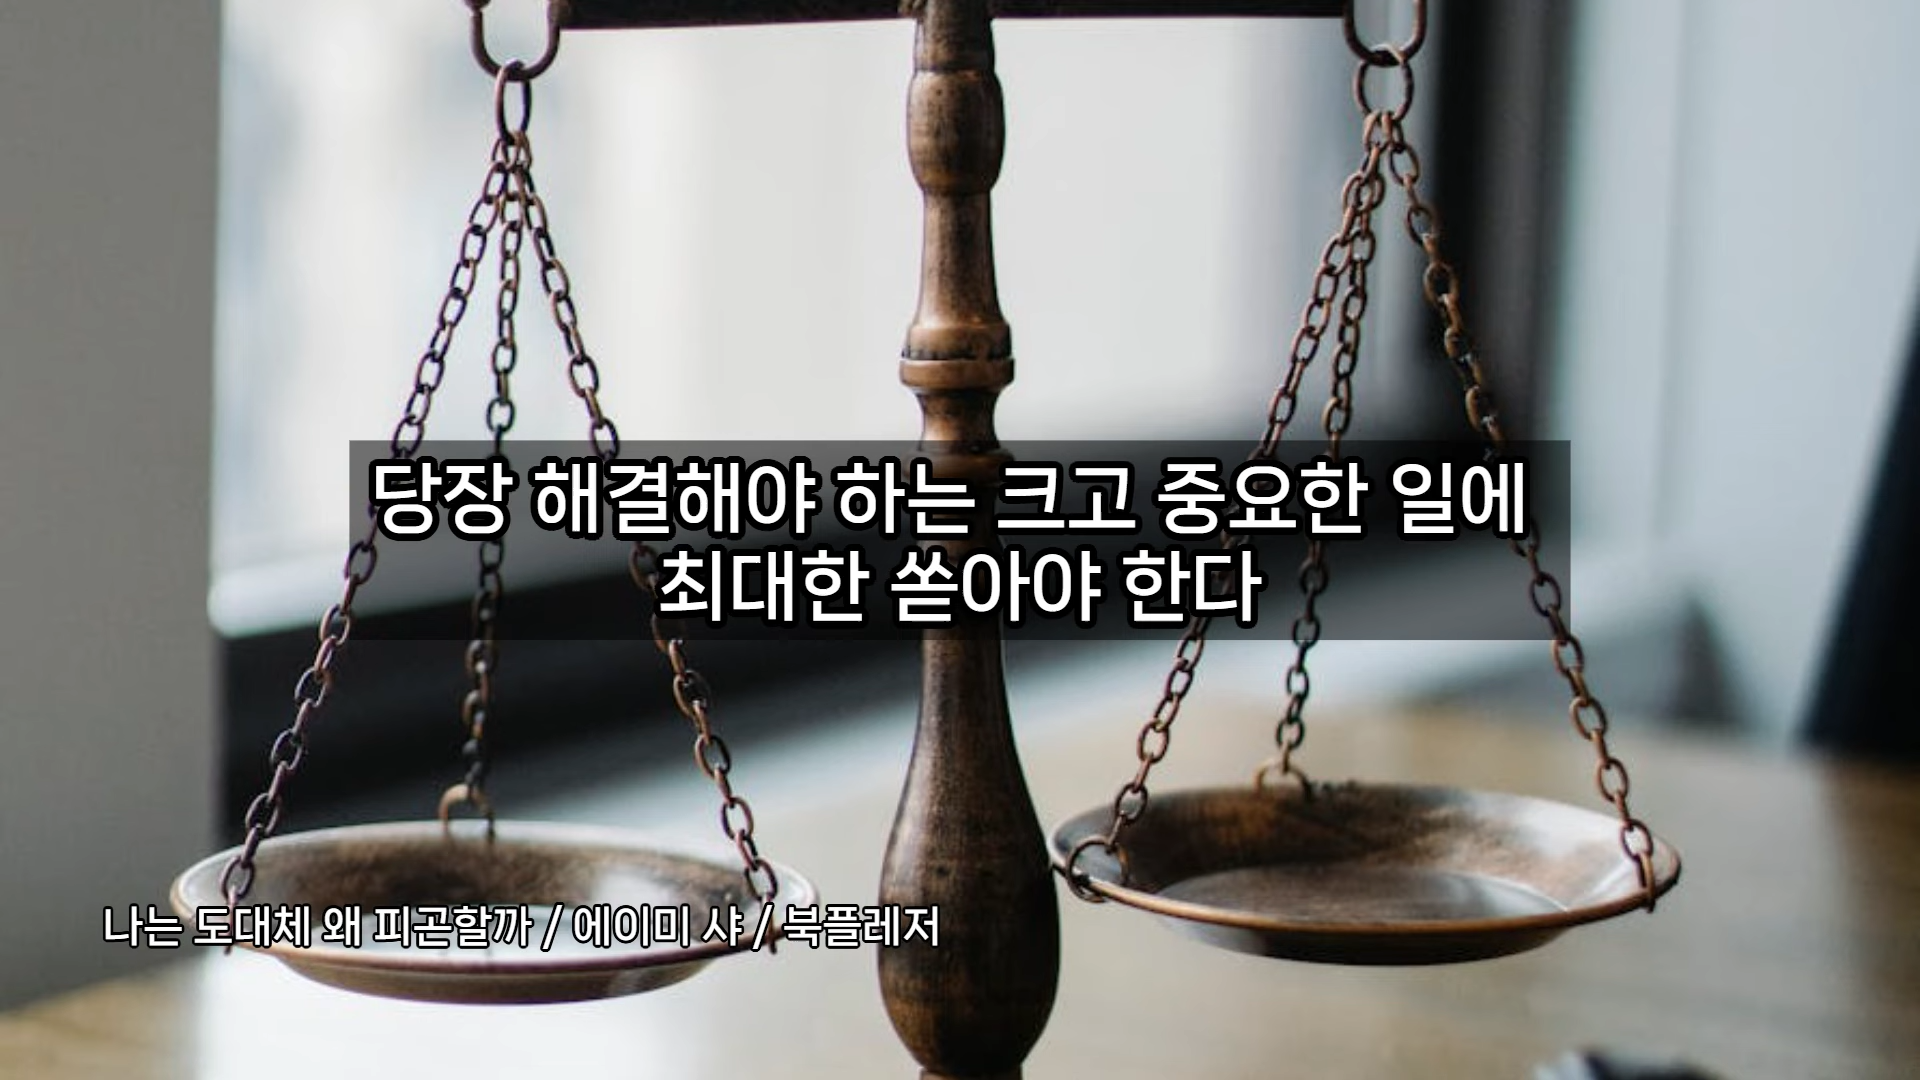 당장 해결해야 하는 크고 중요한 일에
최대한 쏟아야 한다
나는 도대체 왜 피곤할까 / 에이미 샤 / 북플레저